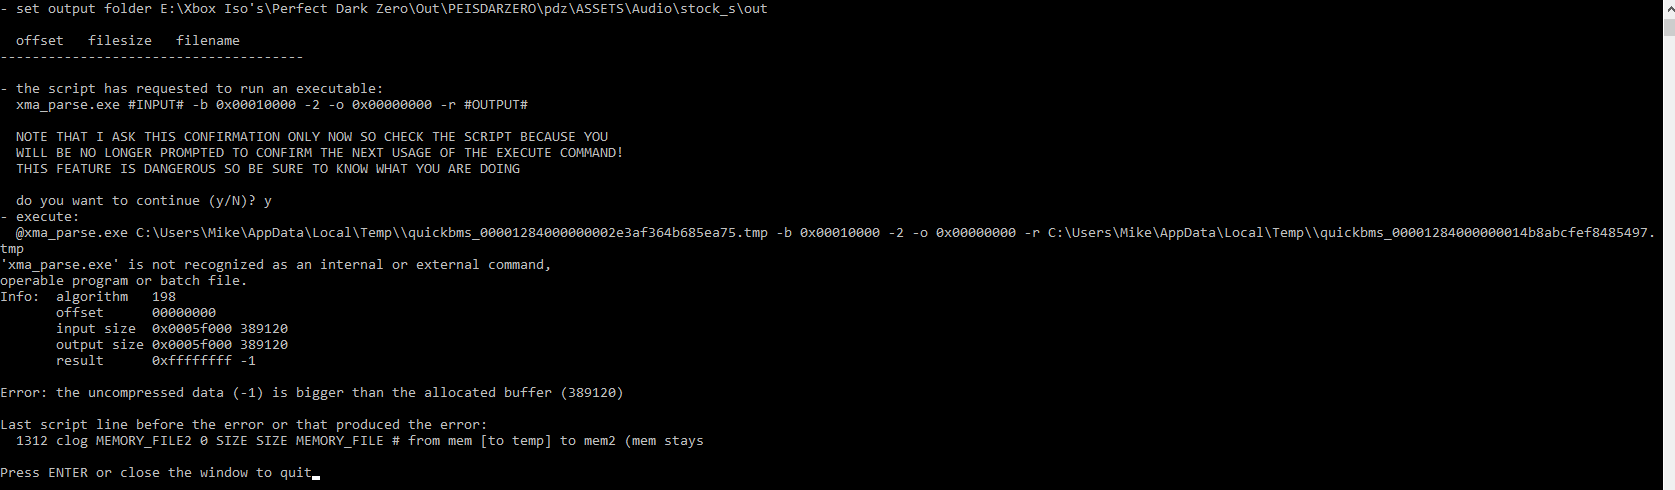 - set output folder E:\Xbox Iso's\Perfect Dark Zero\Out\PEISDARZERO\pdz\ASSETS\Audio\stock_s\out
offset   filesize   filename
--------------------------------------
- the script has requested to run an executable:
xma_parse.exe #INPUT# -b 0x00010000 -2 -o 0x00000000 -r #OUTPUT#
NOTE THAT I ASK THIS CONFIRMATION ONLY NOW SO CHECK THE SCRIPT BECAUSE YOU
WILL BE NO LONGER PROMPTED TO CONFIRM THE NEXT USAGE OF THE EXECUTE COMMAND!
THIS FEATURE IS DANGEROUS SO BE SURE TO KNOW WHAT YOU ARE DOING
do you want to continue (y/N)? y
- execute:
@xma_parse.exe C:\Users\Mike\AppData\Local\Temp\\quickbms_00001284000000002e3af364b685ea75.tmp -b 0x00010000 -2 -o 0x00000000 -r C:\Users\Mike\AppData\Local\Temp\\quickbms_00001284000000014b8abcfef8485497.
tmp
'xma_parse.exe' is not recognized as an internal or external command,
operable program or batch file.
Info:  algorithm   198
offset      00000000
input size  0x0005f000 389120
output size 0x0005f000 389120
result      0xffffffff -1
Error: the uncompressed data (-1) is bigger than the allocated buffer (389120)
Last script line before the error or that produced the error:
1312 clog MEMORY_FILE2 0 SIZE SIZE MEMORY_FILE # from mem [to temp] to mem2 (mem stays
Press ENTER or close the window to quit